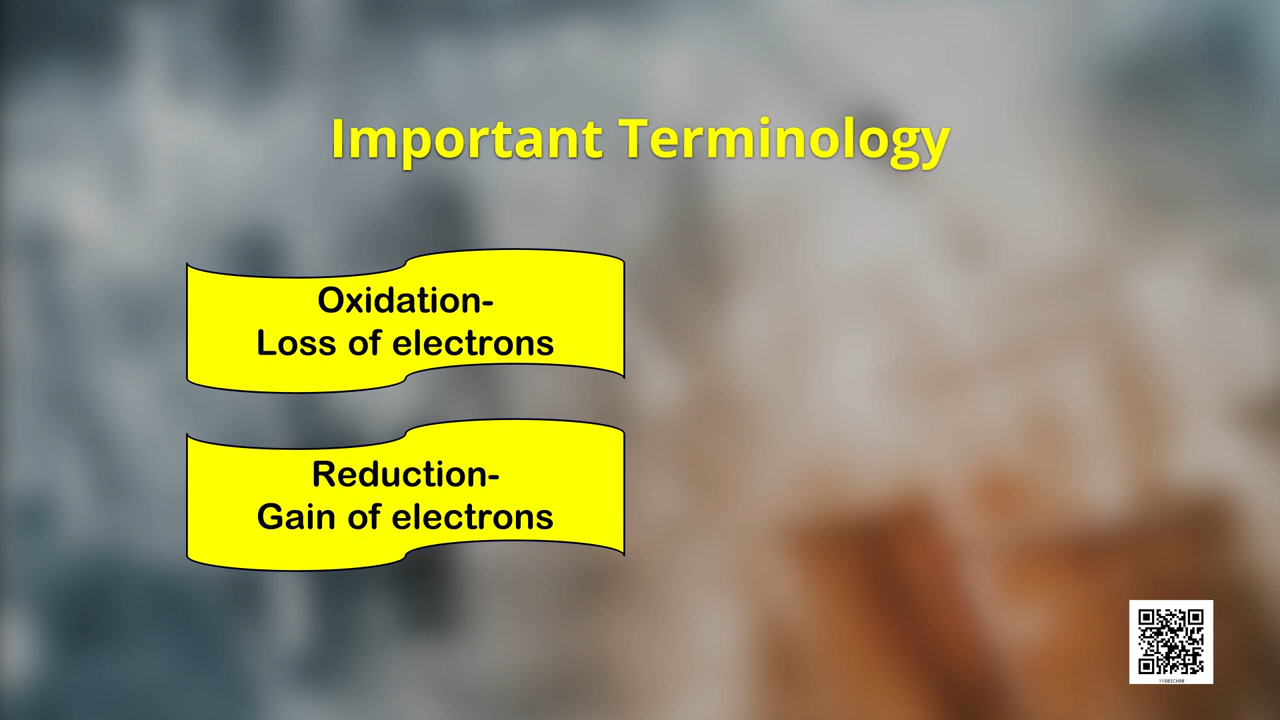 Important Terminology
Oxidation-
Loss of electrons
Reduction-
Gain of electrons